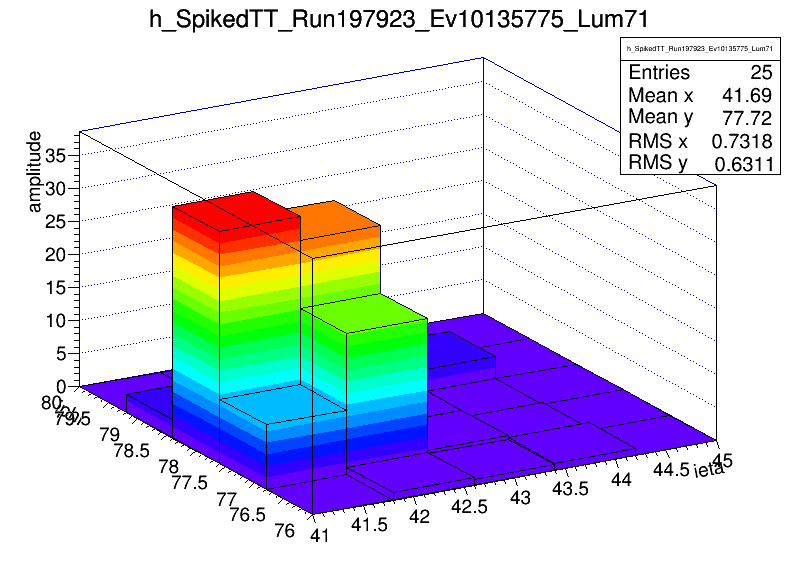 h_SpikedTT_Run197923_Ev10135775_Lum71
h_SpikedTT_Run197923_Ev10135775_Lum71
Entries 25
Mean x 41.69
Mean y 77.72
RMS x 0.7318
RMS y 0.6311
amplitude
35
30
25
20
15
10
5
0
80
79.5
79
78.5
78
77.5
77
76.5
76
41
41.5
42
42.5
43
43.5
44
44.5
45
ieta